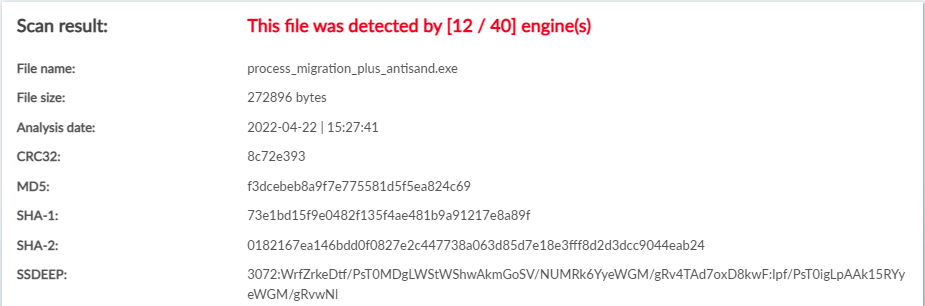 Scan result: This file was detected by [12 / 40] engine(s)
File name: process_migration_plus_antisand.exe
File size: 272896 bytes
Analysis date: 2022-04-22 | 15:27:41
CRC32: 8c72e393
MD5: f3dcebeb8a9f7e775581d5f5ea824c69
SHA-1: 73e1bd15f9e0482f135f4ae481b9a91217e8a89f
SHA-2: 0182167ea146bdd0f0827e2c447738a063d85d7e18e3fff8d2d3dcc9044eab24
SSDEEP: 3072:WrfZrkeDtf/PsT0MDgLWStWShwAkmGoSV/NUMRk6YyeWGM/gRv4TAd7oxD8kwF:lpf/PsT0igLpAAk15RYy
eWGM/gRvwNl